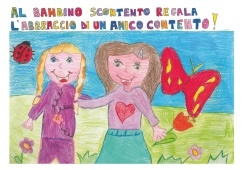 AL BAMBINO SCONTENTO REGALA
L'ABBRACCIO DI UN AMICO CONTENTO!